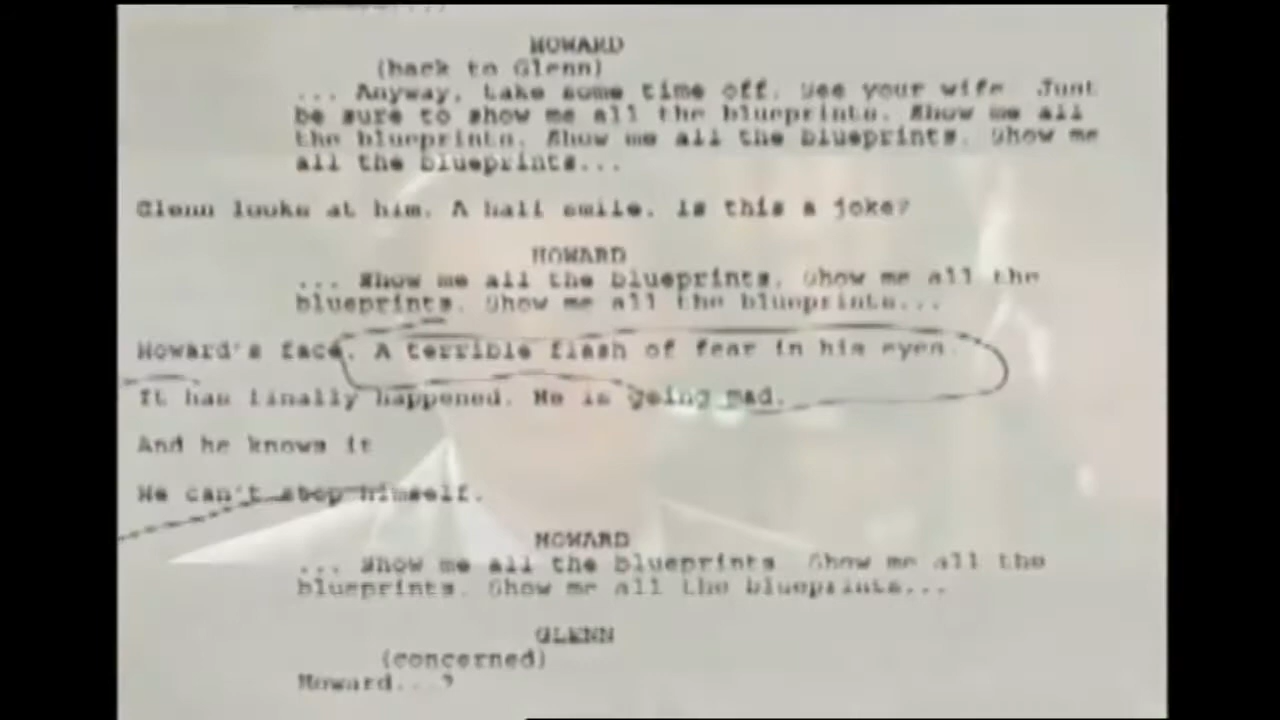 HOWARD
(back to Glenn)
... Anyway, take some time off. See your wife. Just
be sure to show me all the blueprints. Show me all
the blueprints. Show me all the blueprints. Show me
all the blueprints...
Glenn looks at him. A half smile. Is this a joke?
HOWARD
... Show me all the blueprints. Show me all the
blueprints. Show me all the blueprints...
Howard's face. A terrible flash of fear in his eyes.
It has finally happened. He is going mad.
And he knows it
He can't stop himself.
HOWARD
... Show me all the blueprints. Show me all the
blueprints. Show me all the blueprints...
GLENN
(concerned)
Howard...?